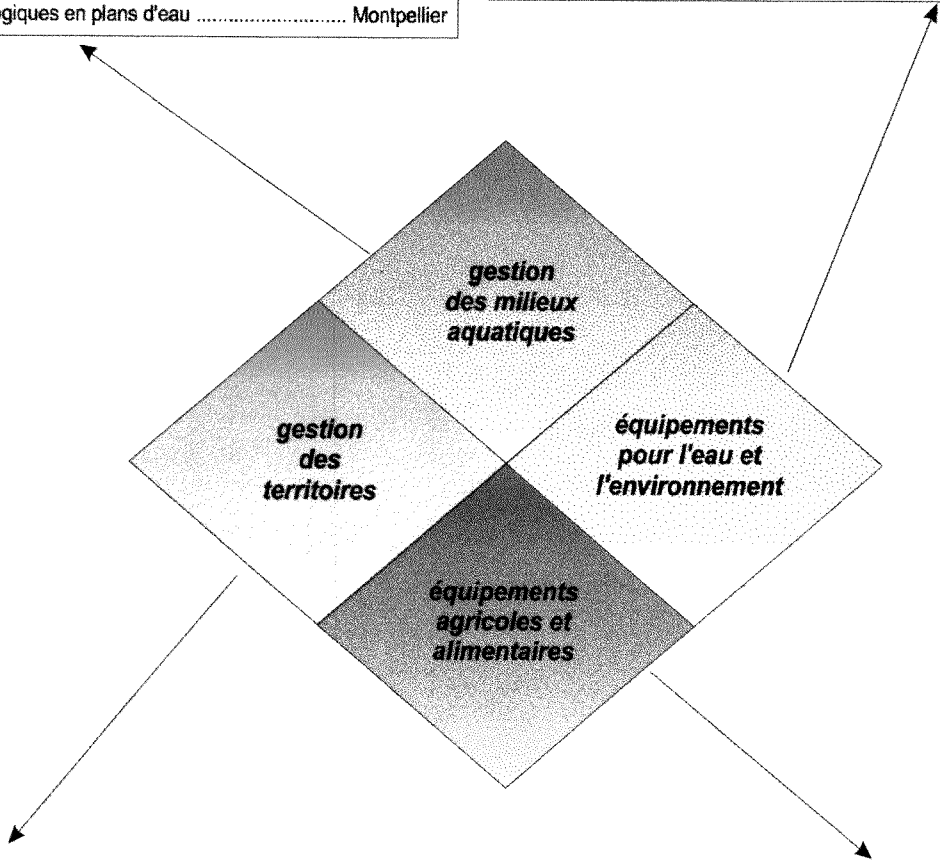 giques en plans d'eau ........................... Montpellier
gestion
des milieux
aquatiques
gestion
des
territoires
équipements
pour l'eau et
l'environnement
équipements
agricoles et
alimentaires